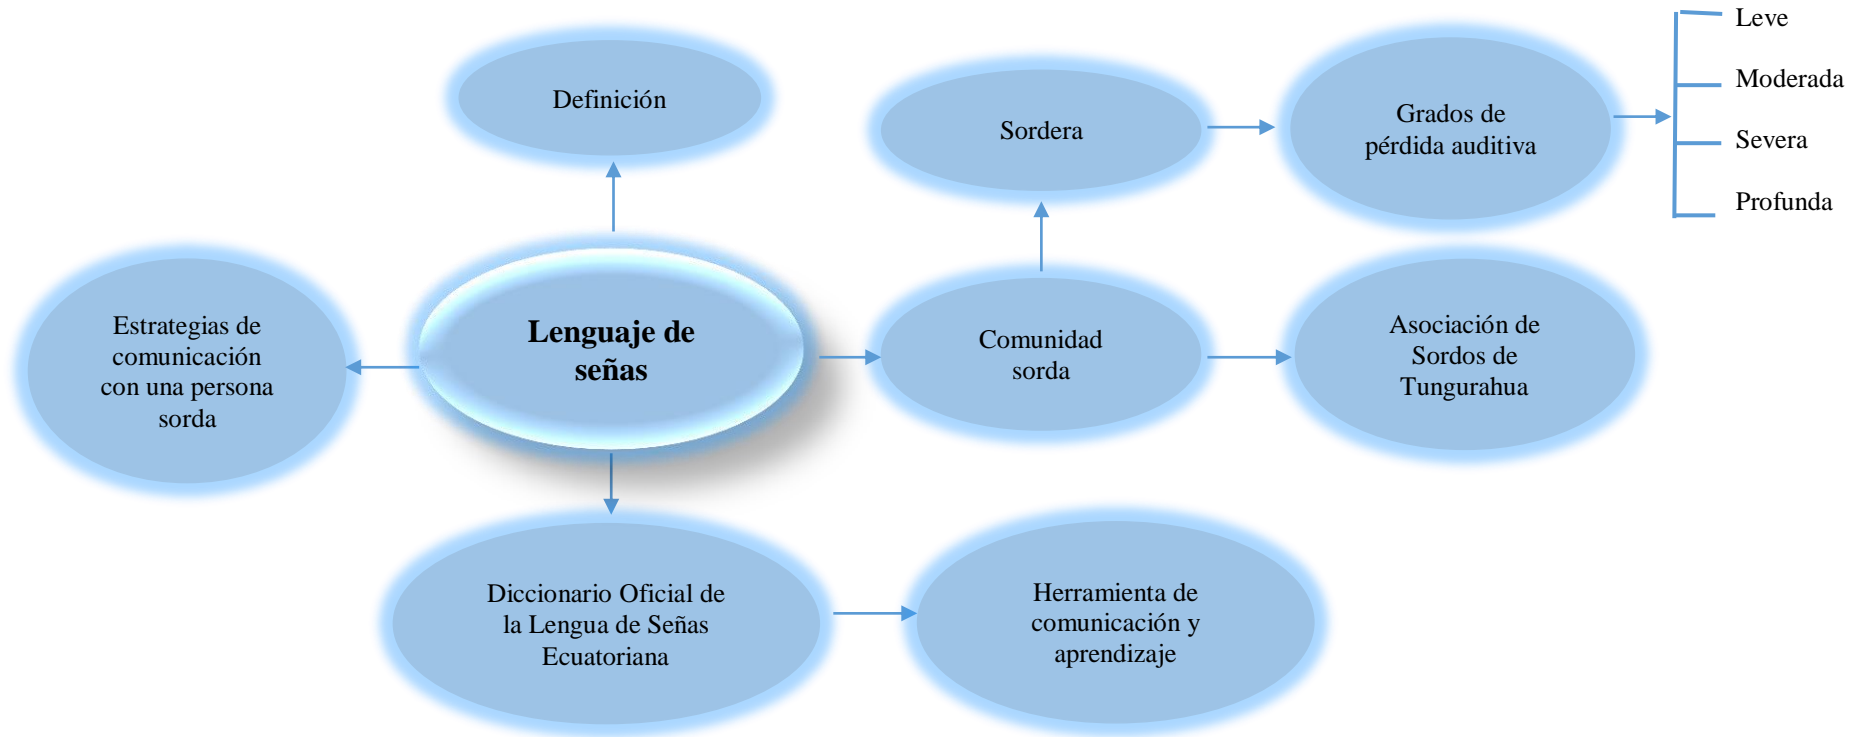 Definición
Sordera
Grados de
pérdida auditiva
Leve
Moderada
Severa
Profunda
Estrategias de
comunicación
con una persona
sorda
Lenguaje de
señas
Comunidad
sorda
Asociación de
Sordos de
Tungurahua
Diccionario Oficial de
la Lengua de Señas
Ecuatoriana
Herramienta de
comunicación y
aprendizaje